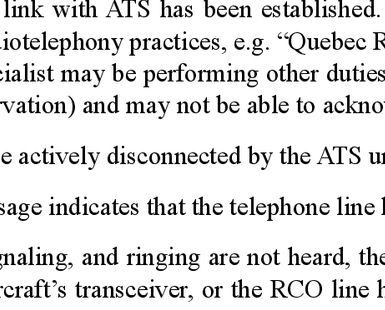 link with ATS has been established.
iotelephony practices, e.g. “Quebec R
cialist may be performing other duties
rvation) and may not be able to ackno
e actively disconnected by the ATS u
sage indicates that the telephone line
gnaling, and ringing are not heard, the
rcraft’s transceiver, or the RCO line h